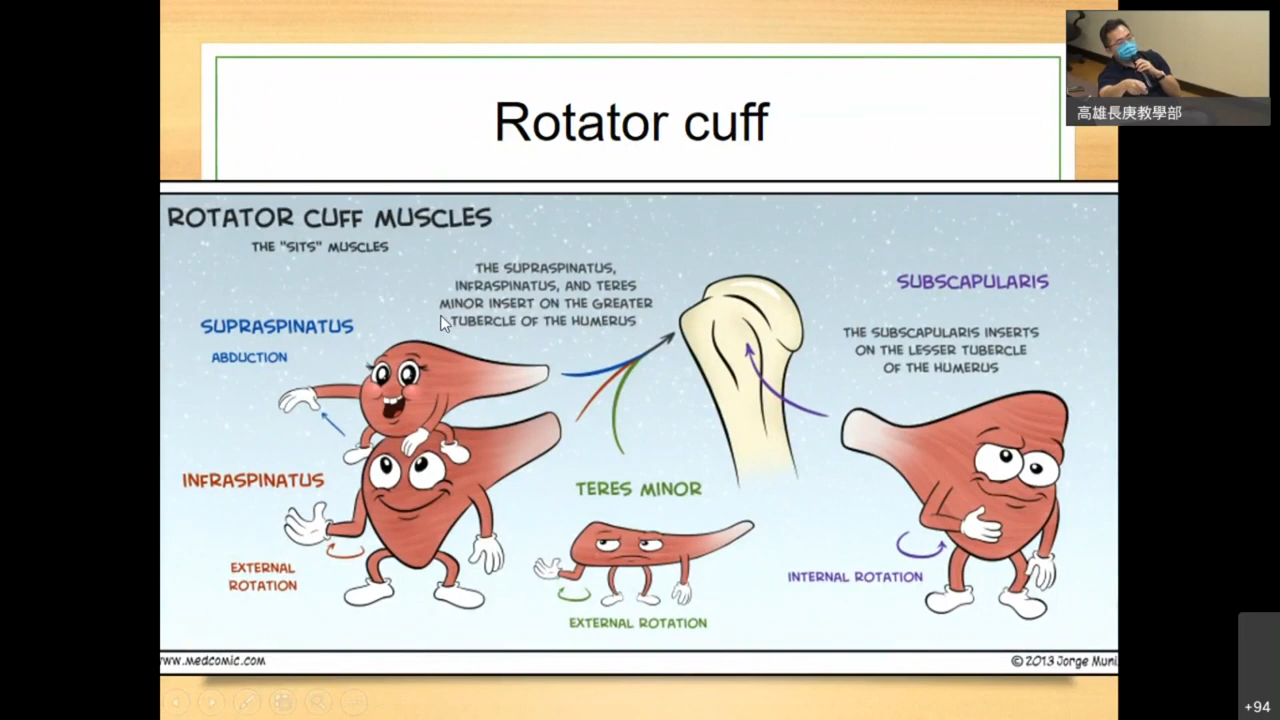 Rotator cuff
高雄長庚教學部
ROTATOR CUFF MUSCLES
THE "SITS" MUSCLES
THE SUPRASPINATUS,
INFRASPINATUS, AND TERES
MINOR INSERT ON THE GREATER
TUBERCLE OF THE HUMERUS
SUPRASPINATUS
ABDUCTION
SUBSCAPULARIS
THE SUBSCAPULARIS INSERTS
ON THE LESSER TUBERCLE
OF THE HUMERUS
INFRASPINATUS
EXTERNAL
ROTATION
TERES MINOR
EXTERNAL ROTATION
INTERNAL ROTATION
www.medcomic.com
© 2013 Jorge Muni
+94